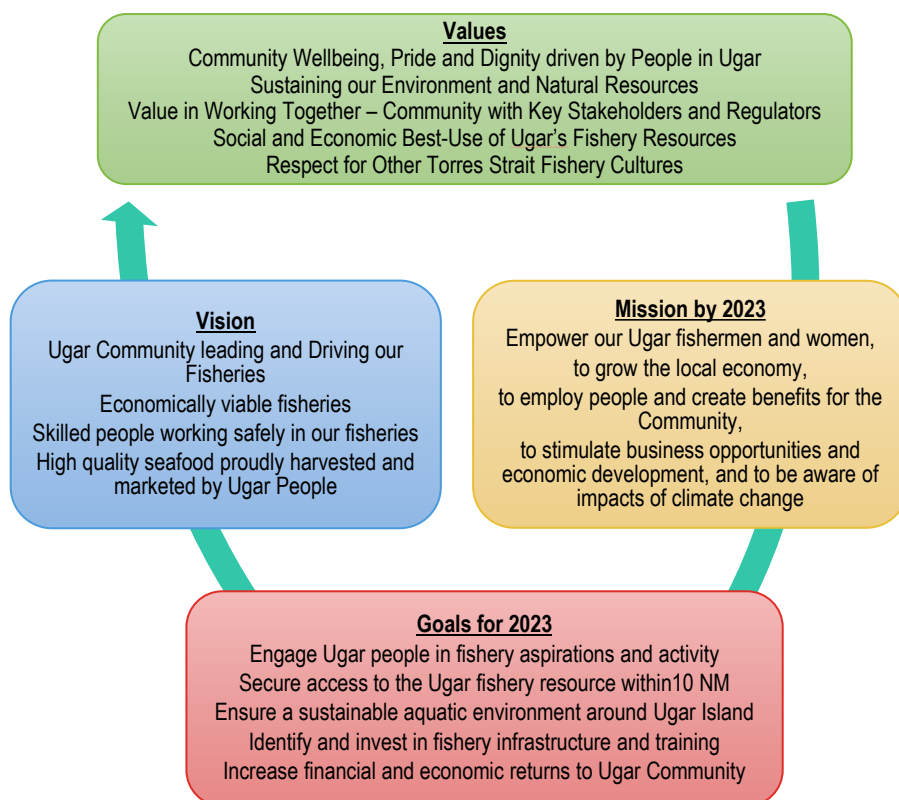 Values
Community Wellbeing, Pride and Dignity driven by People in Ugar
Sustaining our Environment and Natural Resources
Value in Working Together – Community with Key Stakeholders and Regulators
Social and Economic Best-Use of Ugar's Fishery Resources
Respect for Other Torres Strait Fishery Cultures
Mission by 2023
Empower our Ugar fishermen and women,
to grow the local economy,
to employ people and create benefits for the
Community,
to stimulate business opportunities and
economic development, and to be aware of
impacts of climate change
Goals for 2023
Engage Ugar people in fishery aspirations and activity
Secure access to the Ugar fishery resource within10 NM
Ensure a sustainable aquatic environment around Ugar Island
Identify and invest in fishery infrastructure and training
Increase financial and economic returns to Ugar Community
Vision
Ugar Community leading and Driving our
Fisheries
Economically viable fisheries
Skilled people working safely in our fisheries
High quality seafood proudly harvested and
marketed by Ugar People